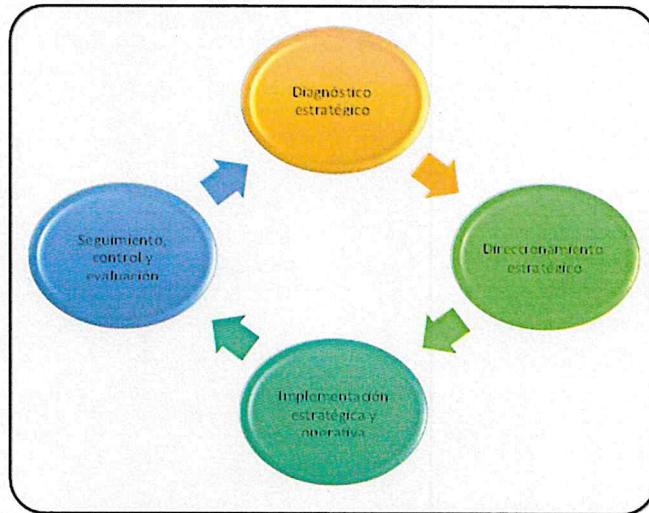 Diagnóstico
estratégico
Direccionamiento
estratégico
Implementación
estratégica y
operativa
Seguimiento,
control y
evaluación